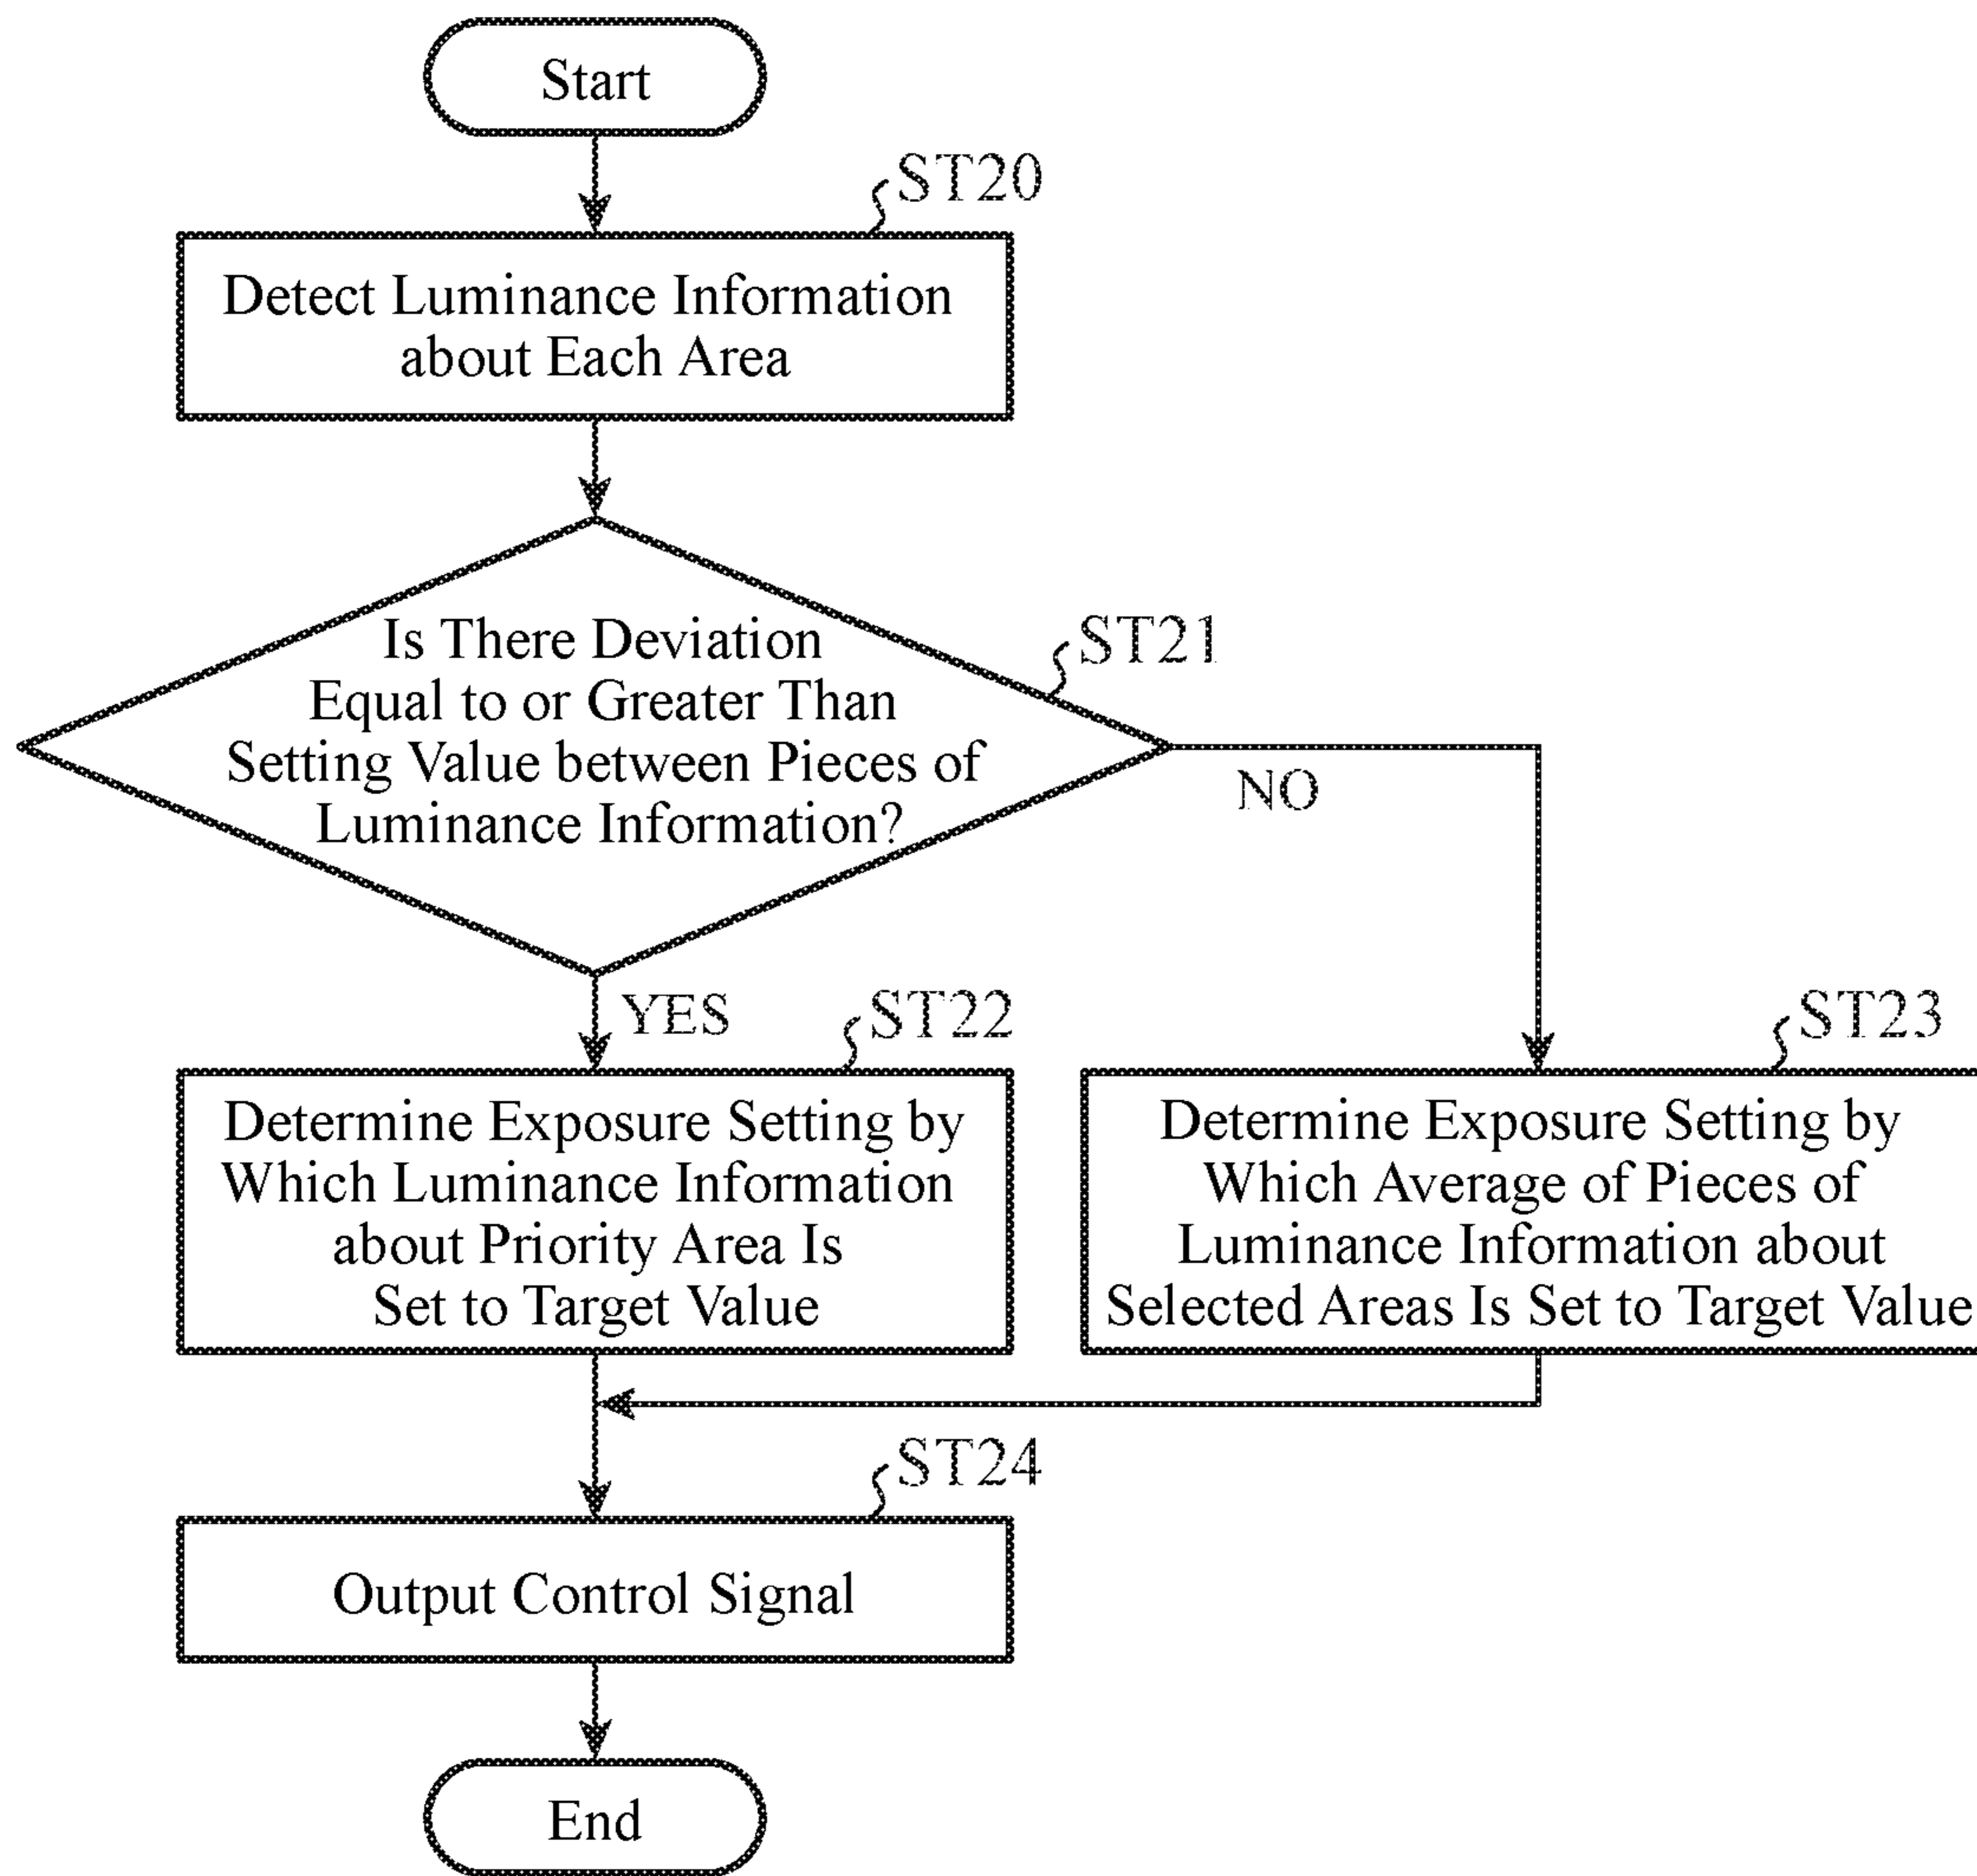 Start
ST20
Detect Luminance Information
about Each Area
Is There Deviation
Equal to or Greater Than
Setting Value between Pieces of
Luminance Information?
ST21
NO
YES
ST22
Determine Exposure Setting by
Which Luminance Information
about Priority Area Is
Set to Target Value
ST23
Determine Exposure Setting by
Which Average of Pieces of
Luminance Information about
Selected Areas Is Set to Target Value
ST24
Output Control Signal
End